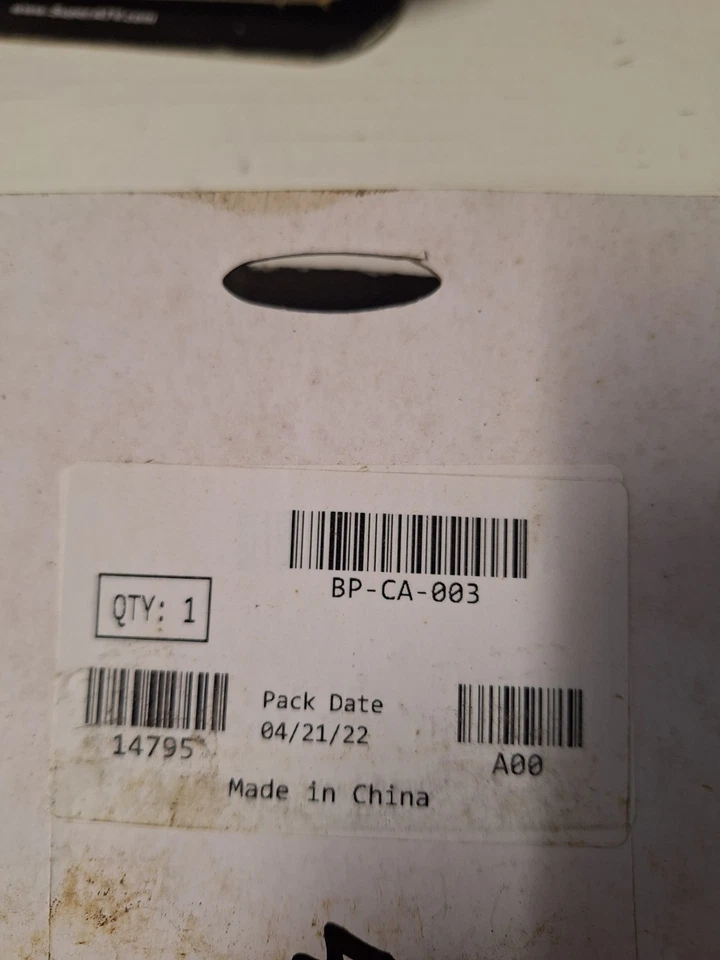 BP-CA-003
QTY: 1
14795
Pack Date
04/21/22
A00
Made in China